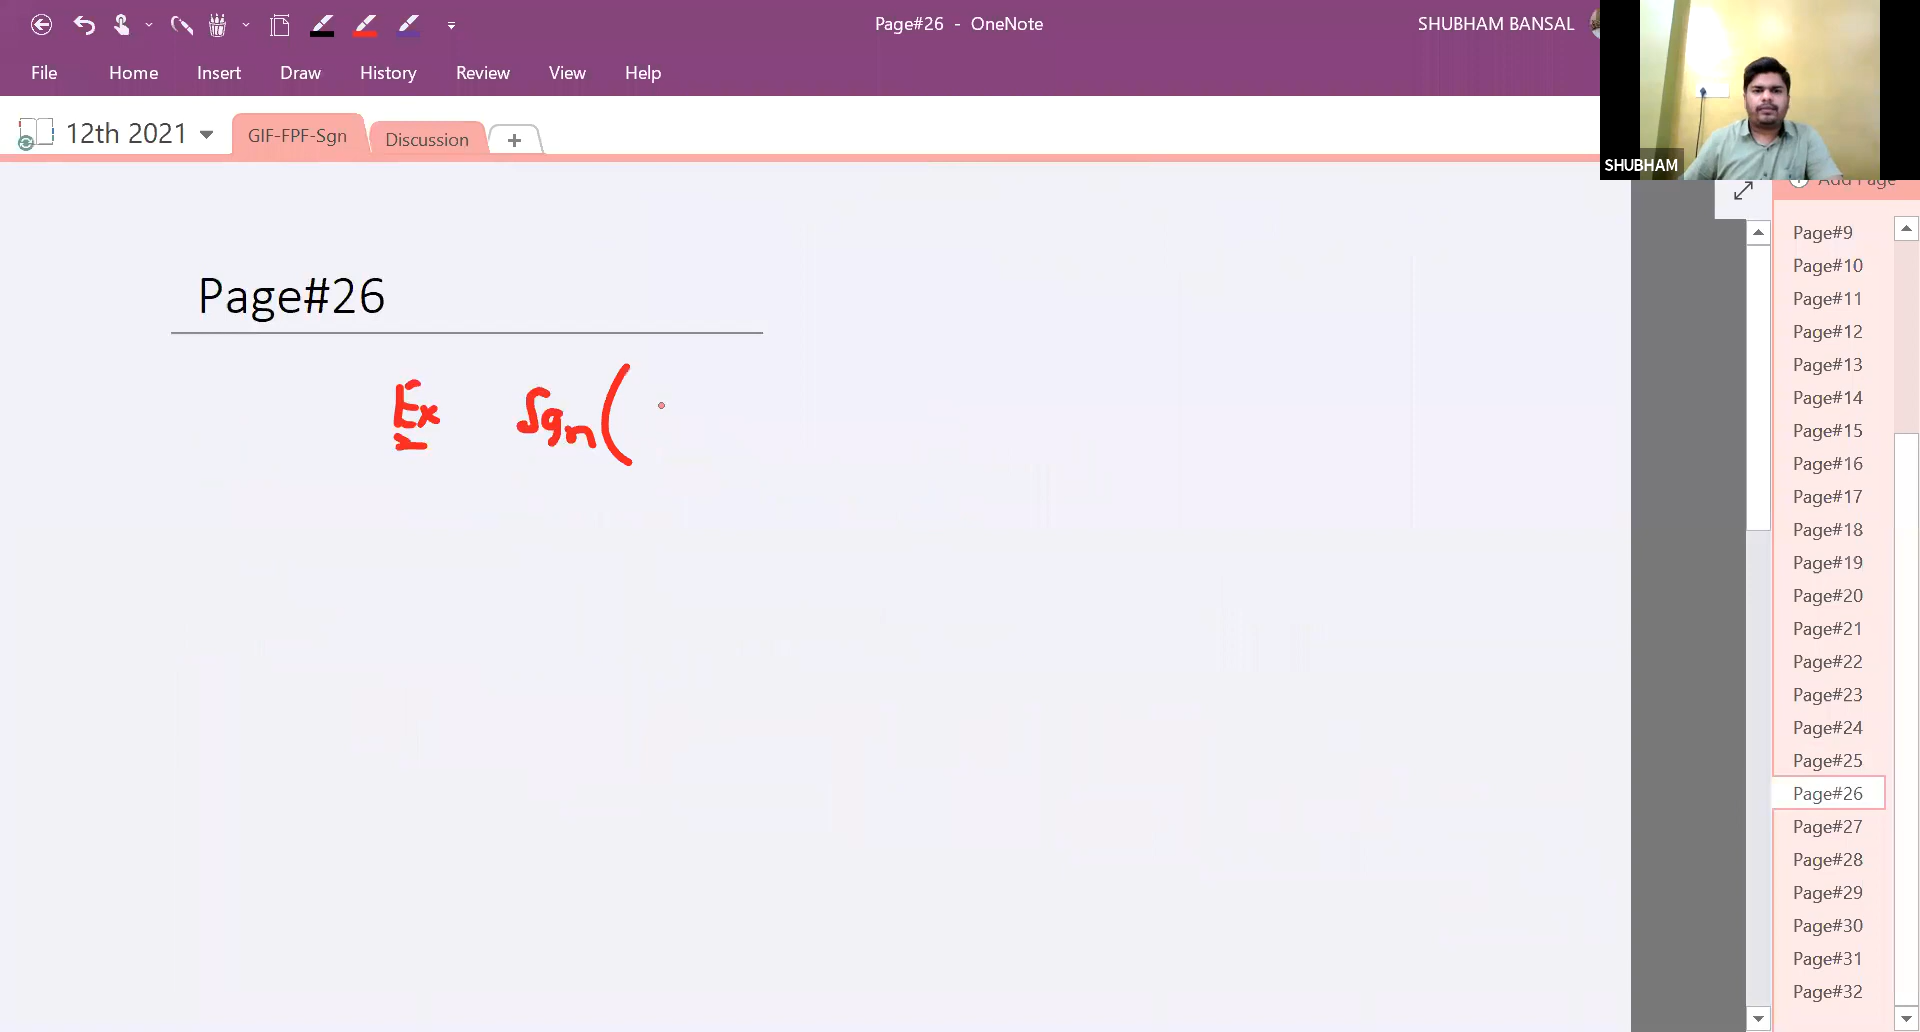 Page#26 - OneNote
SHUBHAM BANSAL
File Home Insert Draw History Review View Help
12th 2021
GIF-FPF-Sgn
Discussion
+
SHUBHAM
Add Page
Page#26
Ex Sgn(
Page#9
Page#10
Page#11
Page#12
Page#13
Page#14
Page#15
Page#16
Page#17
Page#18
Page#19
Page#20
Page#21
Page#22
Page#23
Page#24
Page#25
Page#26
Page#27
Page#28
Page#29
Page#30
Page#31
Page#32